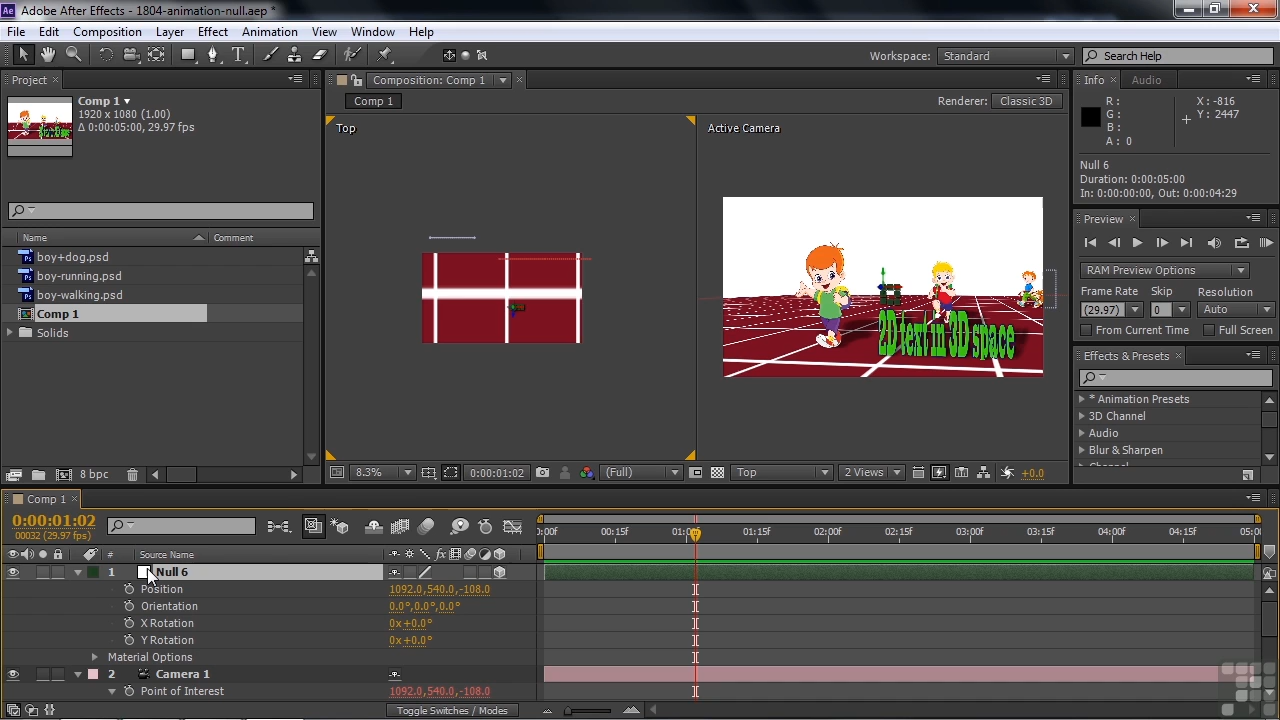 Ae Adobe After Effects - 1804-animation-null.aep *
File Edit Composition Layer Effect Animation View Window Help
Workspace: Standard Search Help
Project × Composition: Comp 1 × Info × Audio
Comp 1▼
1920 x 1080 (1.00)
Δ 0:00:05:00, 29.97 fps
Comp 1 Renderer: Classic 3D
Top Active Camera
R :
G :
B :
A : 0
X : -816
Y : 2447
Null 6
Duration: 0:00:05:00
In: 0:00:00:00, Out: 0:00:04:29
Preview ×
Name Comment
boy+dog.psd
boy-running.psd
boy-walking.psd
Comp 1
Solids
2D text in 3D space
RAM Preview Options
Frame Rate Skip Resolution
(29.97) 0 Auto
From Current Time Full Screen
Effects & Presets ×
* Animation Presets
3D Channel
Audio
Blur & Sharpen
8 bpc
8.3% 0:00:01:02 (Full) Top 2 Views +0.0
Comp 1 ×
0:00:01:02
00032 (29.97 fps)
:00F 00:15F 01:00F 01:15F 02:00F 02:15F 03:00F 03:15F 04:00F 04:15F 05:00
# Source Name fx
1 Null 6
Position 1092.0,540.0,-108.0
Orientation 0.0°,0.0°,0.0°
X Rotation 0x+0.0°
Y Rotation 0x+0.0°
Material Options
2 Camera 1
Point of Interest 1092.0,540.0,-108.0
Toggle Switches / Modes